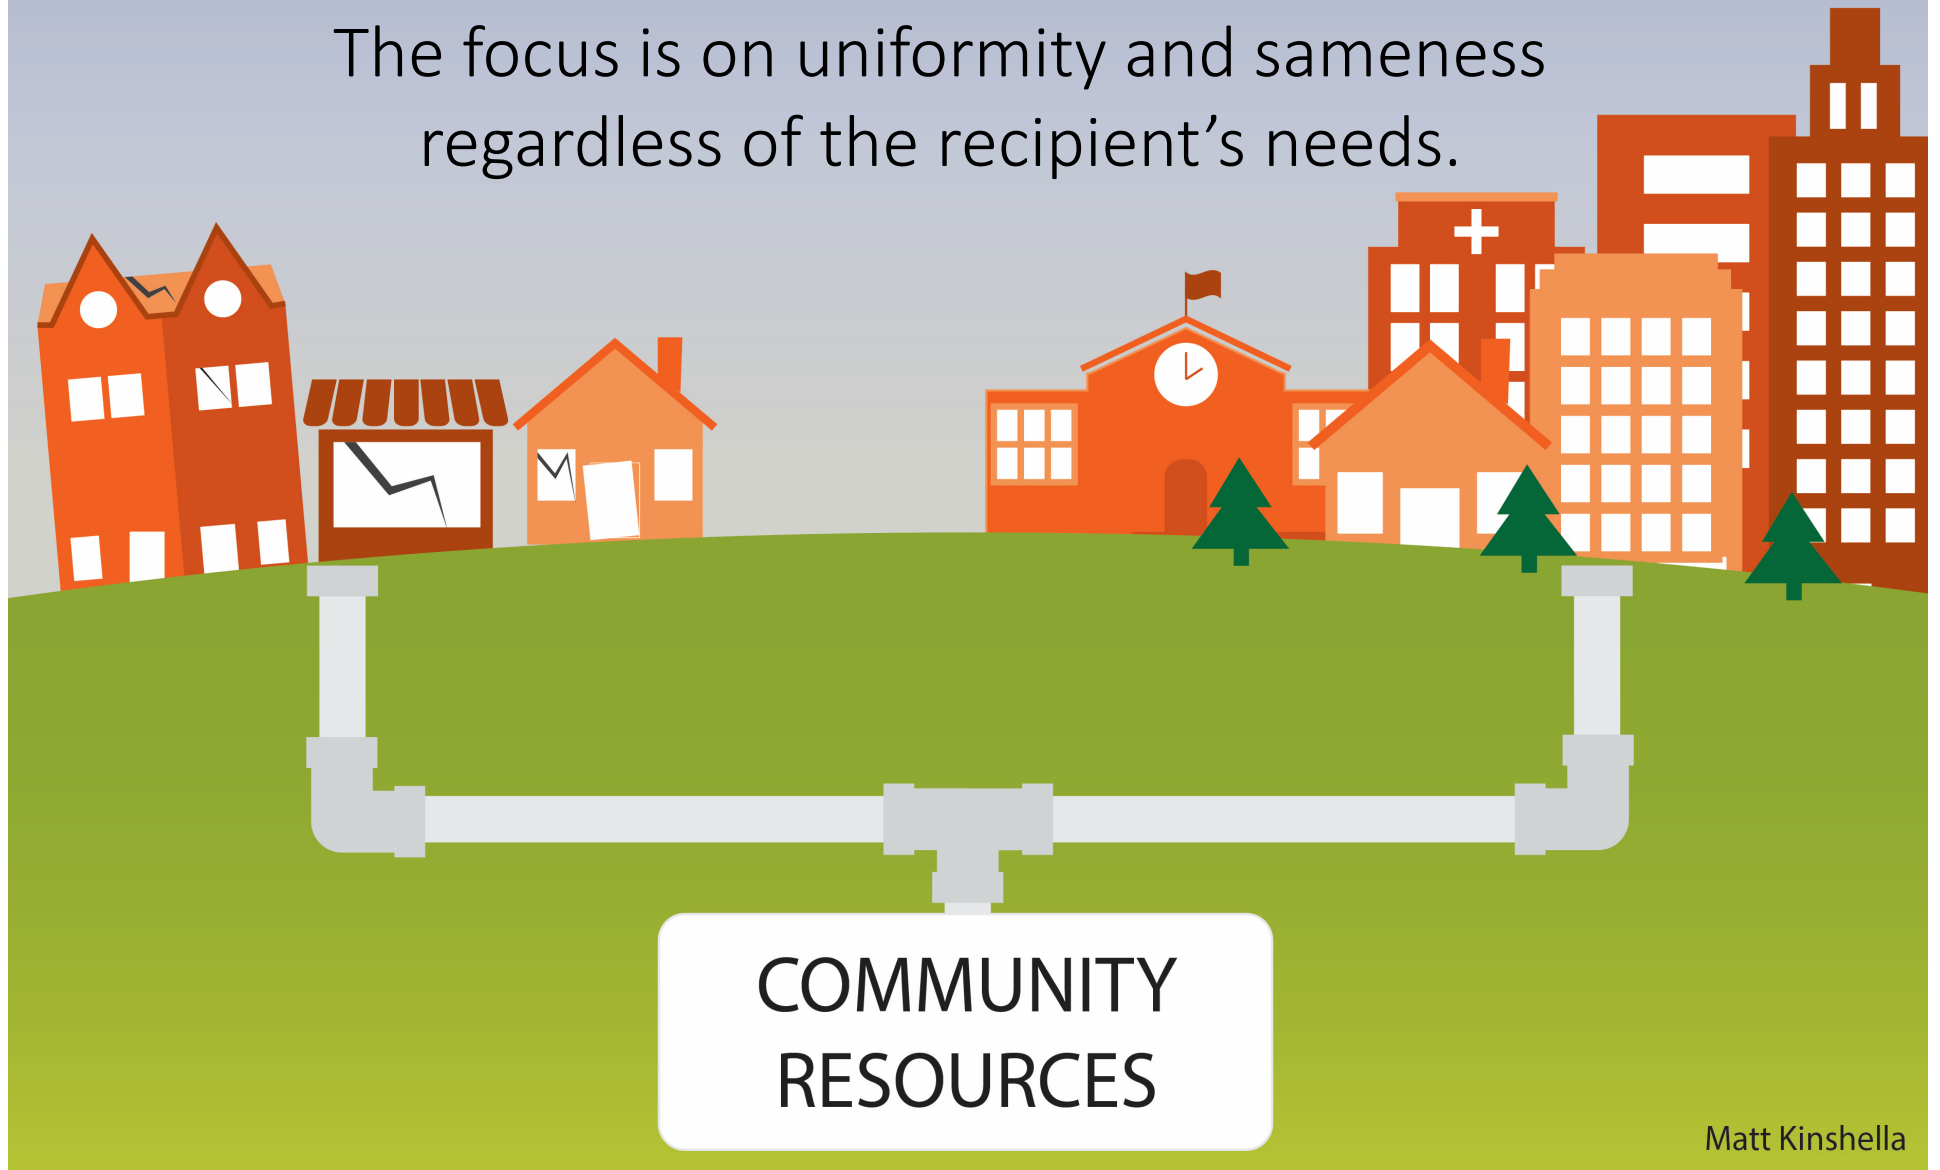 The focus is on uniformity and sameness
regardless of the recipient’s needs.
COMMUNITY
RESOURCES
Matt Kinshella